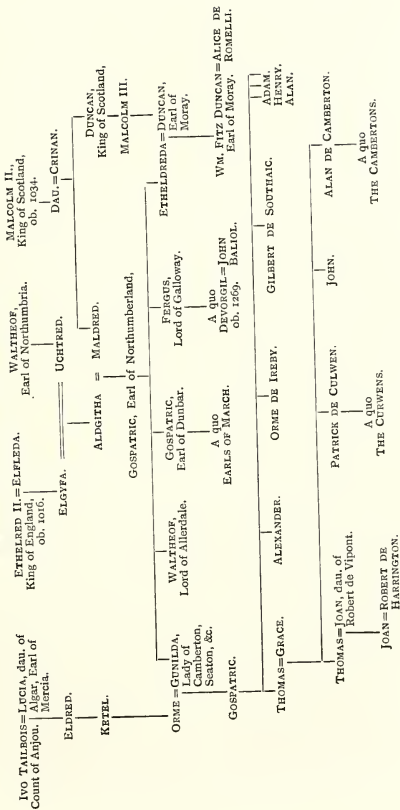 IVO TAILBOIS=LUCIA, dau. of
Count of Anjou. | Algar, Earl of
Mercia.
ETHELRED II.=ELFLEDA.
King of England,
ob. 1016.
WALTHEOF,
Earl of Northumbria.
MALCOLM II.,
King of Scotland,
ob. 1034.
ELDRED.
ELGYFA. = UCHTRED.
DAU.=CRINAN.
KETEL.
ALDGITHA = MALDRED.
DUNCAN,
King of Scotland,
MALCOLM III.
GOSPATRIC, Earl of Northumberland,
ORME=GUNILDA,
Lady of
Camberton,
Seaton, &c.
WALTHEOF,
Lord of Allerdale.
GOSPATRIC,
Earl of Dunbar.
A quo
EARLS OF MARCH.
FERGUS,
Lord of Galloway.
A quo
DEVORGIL=JOHN
ob. 1269. BALIOL.
ETHELDREDA=DUNCAN,
Earl of
Moray.
WM. FITZ DUNCAN=ALICE DE
Earl of Moray. ROMELLI.
GOSPATRIC.
THOMAS=GRACE.
ALEXANDER.
ORME DE IREBY.
GILBERT DE SOUTHAIC.
ADAM.
HENRY.
ALAN.
THOMAS=JOAN, dau. of
Robert de Vipont.
PATRICK DE CULWEN.
A quo
THE CURWENS.
JOHN.
ALAN DE CAMBERTON.
A quo
THE CAMBERTONS.
JOAN=ROBERT DE
HARRINGTON.